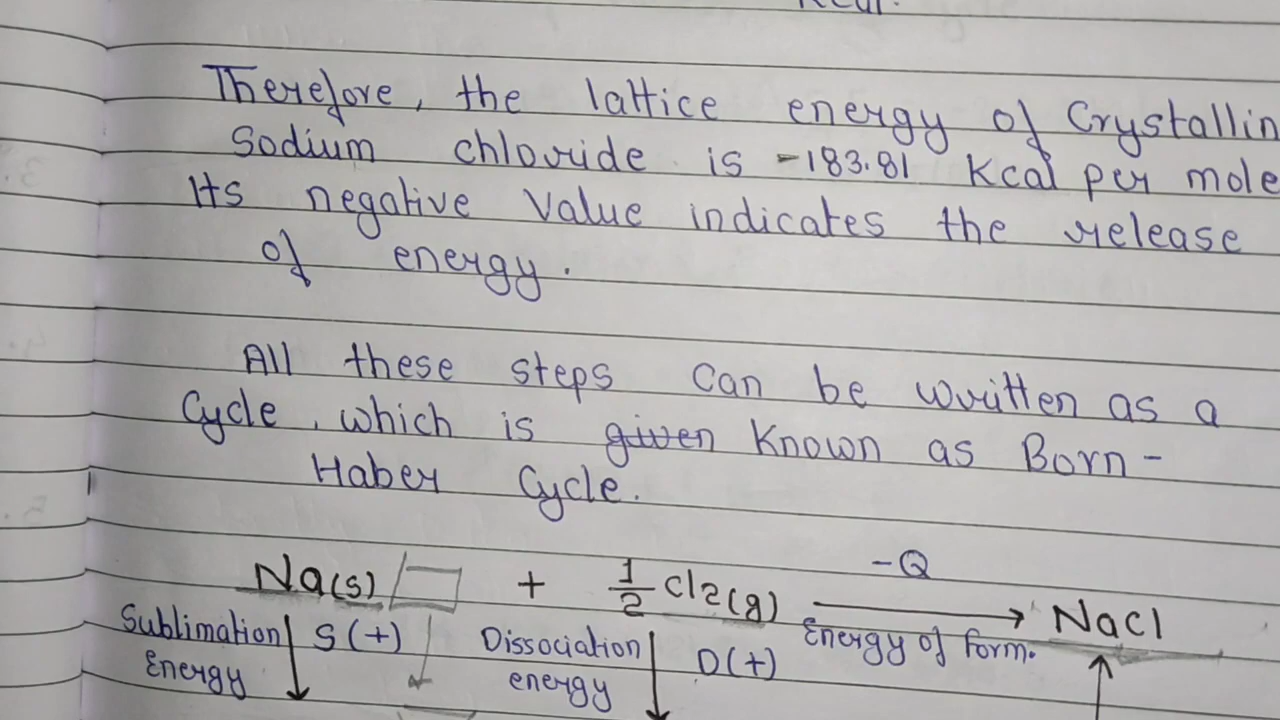 Kcal.
Therefore, the lattice energy of Crystallin
Sodium chloride is -183.81 Kcal per mole
Its negative Value indicates the release
of energy.
All these steps can be written as a
Cycle, which is given Known as Born-
Haber Cycle.
Na(s) + 1/2 Cl2(g) -Q → NaCl
Sublimation S(+) Dissociation D(+) Energy of form.
Energy energy